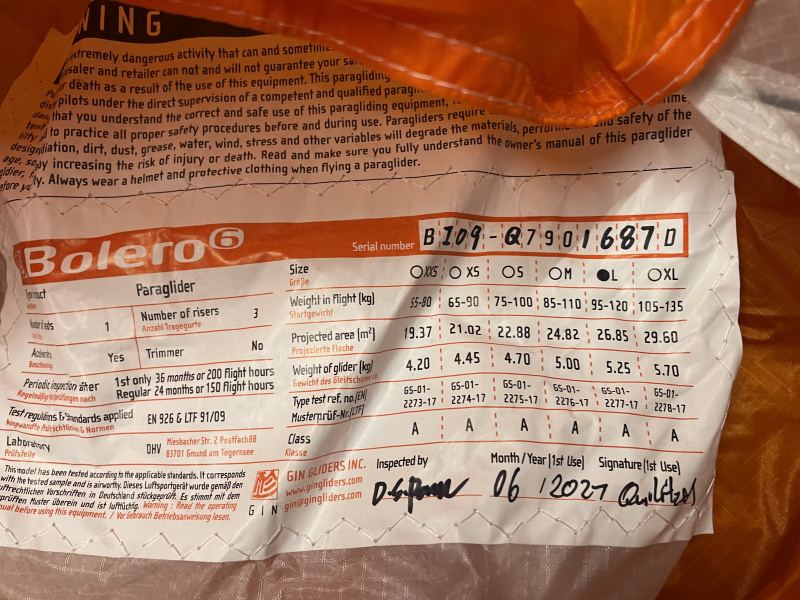 NING
extremely dangerous activity that can and sometimes
retailer can not and will not guarantee your
death as a result of the use of this equipment. This paragliding
pilots under the direct supervision of a competent and qualified
that you understand the correct and safe use of this paragliding equipment,
to practice all proper safety procedures before and during use. Paragliders require time,
dust, grease, water, wind, stress and other variables will degrade the materials, and safety of the
increasing the risk of injury or death. Read and make sure you fully understand the owner's manual of this paraglider
Always wear a helmet and protective clothing when flying a paraglider.
Bolero 6
Serial number B109-Q7901687D
Size XXS XS S M L XL
Größe
Paraglider
Weight in flight (kg) 55-80 65-90 75-100 85-110 95-120 105-135
Startgewicht
1 Number of risers 3
Anzahl Tragegurte
Projected area (m²) 19.37 21.02 22.88 24.82 26.85 29.60
Projezierte Fläche
Yes Trimmer No
Weight of glider (kg) 4.20 4.45 4.70 5.00 5.25 5.70
Gewicht des Gleitschirms
Periodic inspection after 1st only 36 months or 200 flight hours
Regular 24 months or 150 flight hours
Type test ref. no.(EN) GS-01-2273-17 GS-01-2274-17 GS-01-2275-17 GS-01-2276-17 GS-01-2277-17 GS-01-2278-17
Musterprüf-Nr.(LTF)
standards applied EN 926 & LTF 91/09
Class A A A A A A
Klasse
Laboratory DHV Miesbacher Str. 2 Postfach 88
Prüfstelle 83701 Gmund am Tegernsee
This model has been tested according to the applicable standards. It corresponds
with the tested sample and is airworthy. Dieses Luftsportgerät wurde gemäß den
Vorschriften in Deutschland stückgeprüft. Es stimmt mit dem
Muster überein und ist lufttüchtig. Warning : Read the operating
manual before using this equipment. / Vor Gebrauch Betriebsanweisung lesen.
GIN
GIN GLIDERS INC.
www.gingliders.com
gin@gingliders.com
Inspected by Month / Year (1st Use) Signature (1st Use)
06 / 2021